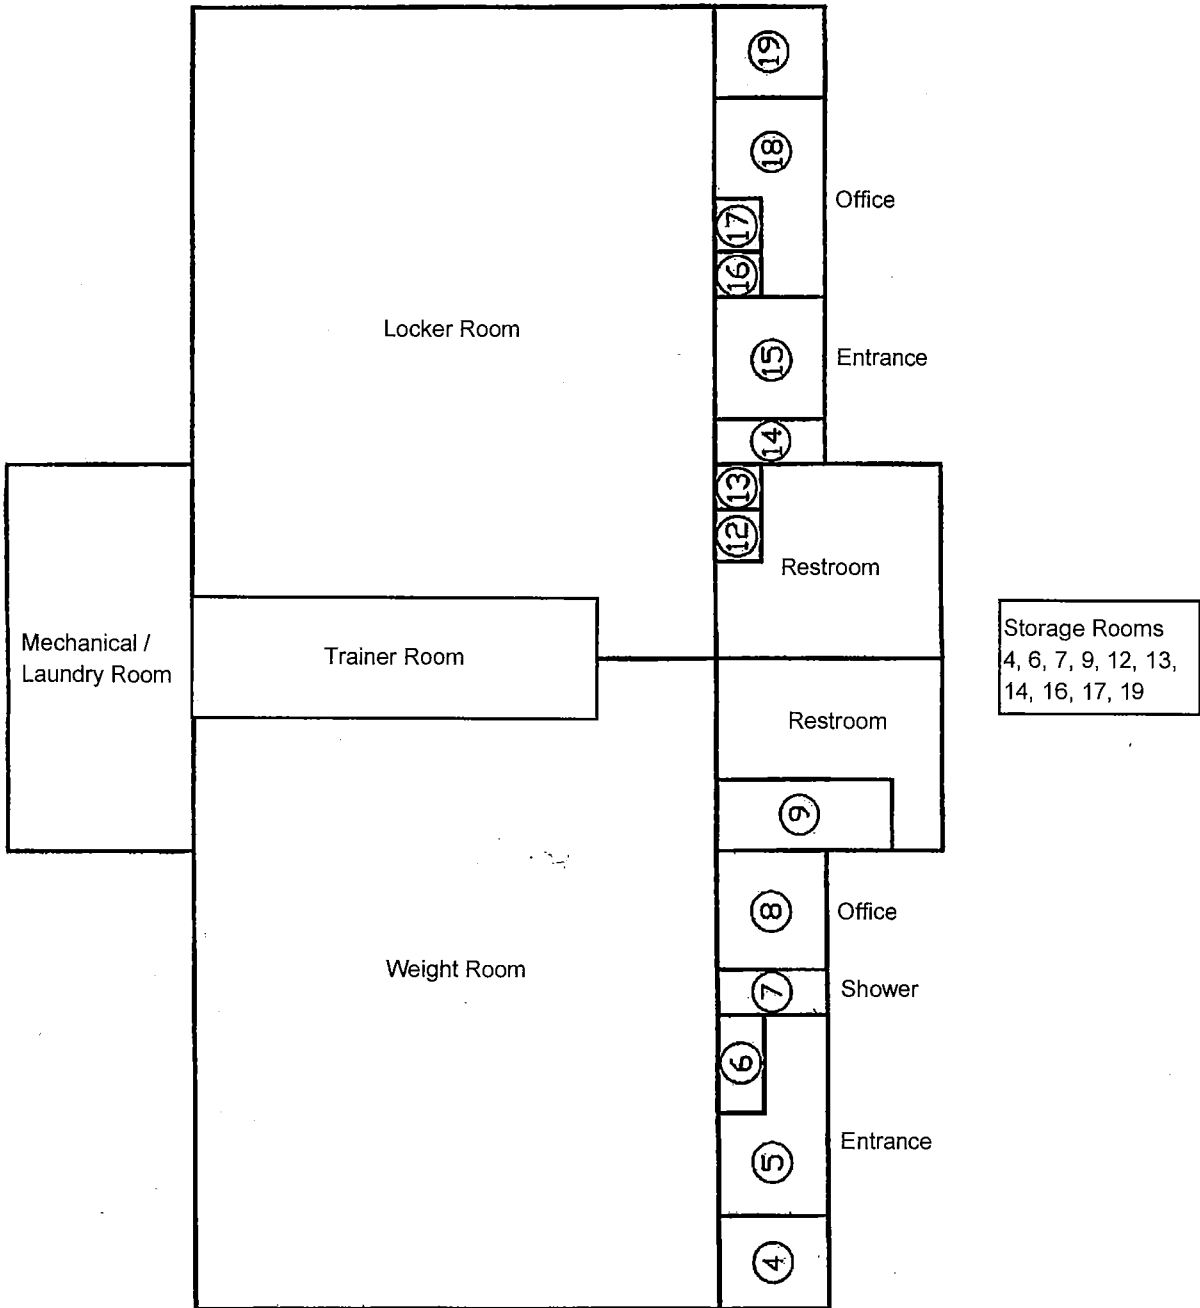 19
18
Office
17
16
Locker Room
15
Entrance
14
13
12
Restroom
Mechanical /
Laundry Room
Trainer Room
Storage Rooms
4, 6, 7, 9, 12, 13,
14, 16, 17, 19
Restroom
9
8
Office
Weight Room
7
Shower
6
Entrance
5
4